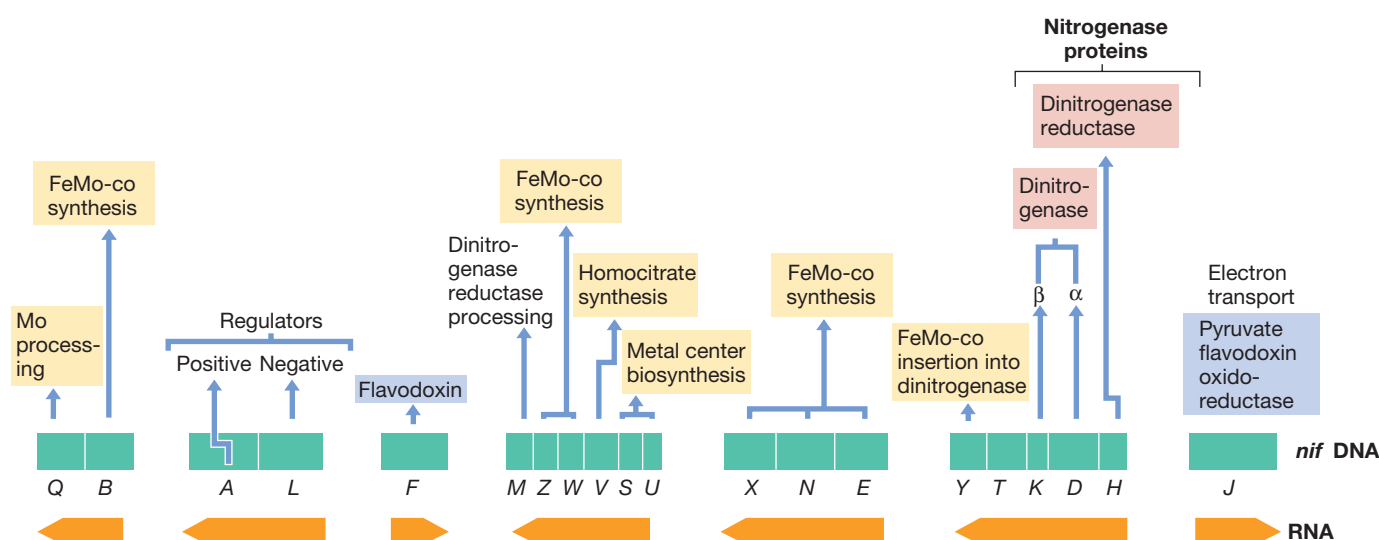 Nitrogenase
proteins
Dinitrogenase
reductase
FeMo-co
synthesis
FeMo-co
synthesis
Dinitro-
genase
Dinitro-
genase
reductase
processing
Homocitrate
synthesis
FeMo-co
synthesis
Electron
transport
β
α
Mo
process-
ing
Regulators
Positive
Negative
Flavodoxin
Metal center
biosynthesis
FeMo-co
insertion into
dinitrogenase
Pyruvate
flavodoxin
oxido-
reductase
nif DNA
Q B A L F M Z W V S U X N E Y T K D H J
RNA